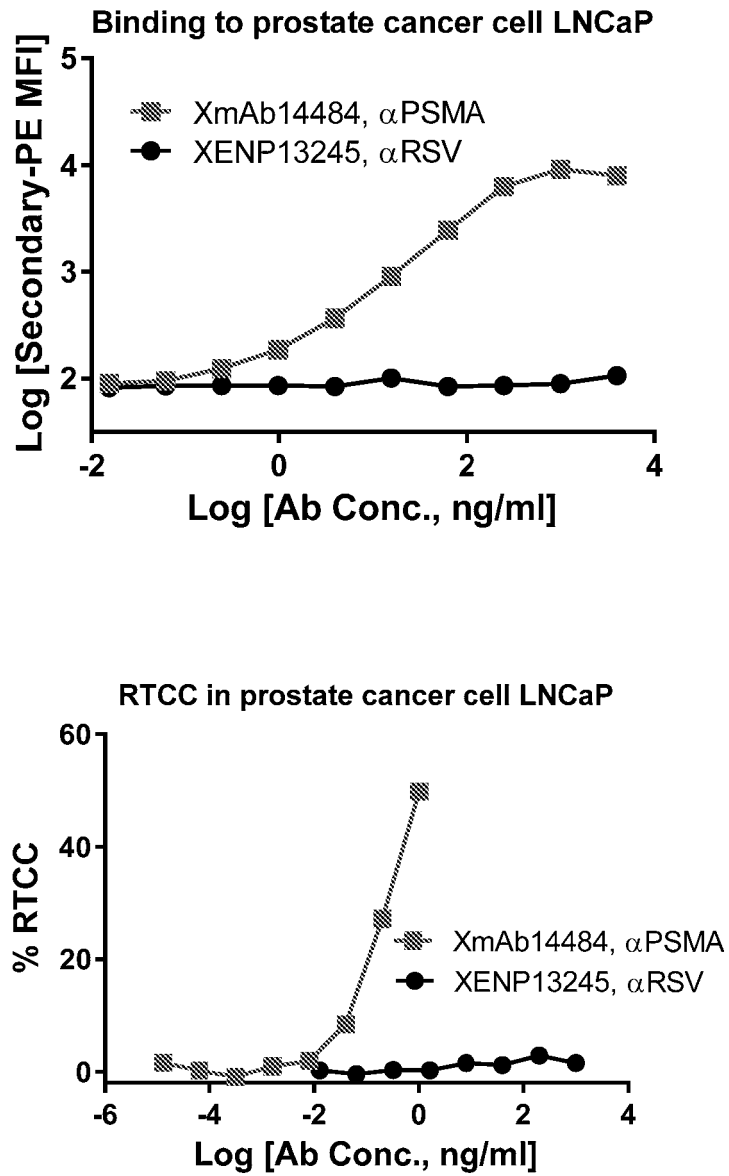 Binding to prostate cancer cell LNCaP
5
XmAb14484, αPSMA
XENP13245, αRSV
4
3
2
Log [Secondary-PE MFI]
-2 0 2 4
Log [Ab Conc., ng/ml]
RTCC in prostate cancer cell LNCaP
60
40
20
0
% RTCC
XmAb14484, αPSMA
XENP13245, αRSV
-6 -4 -2 0 2 4
Log [Ab Conc., ng/ml]